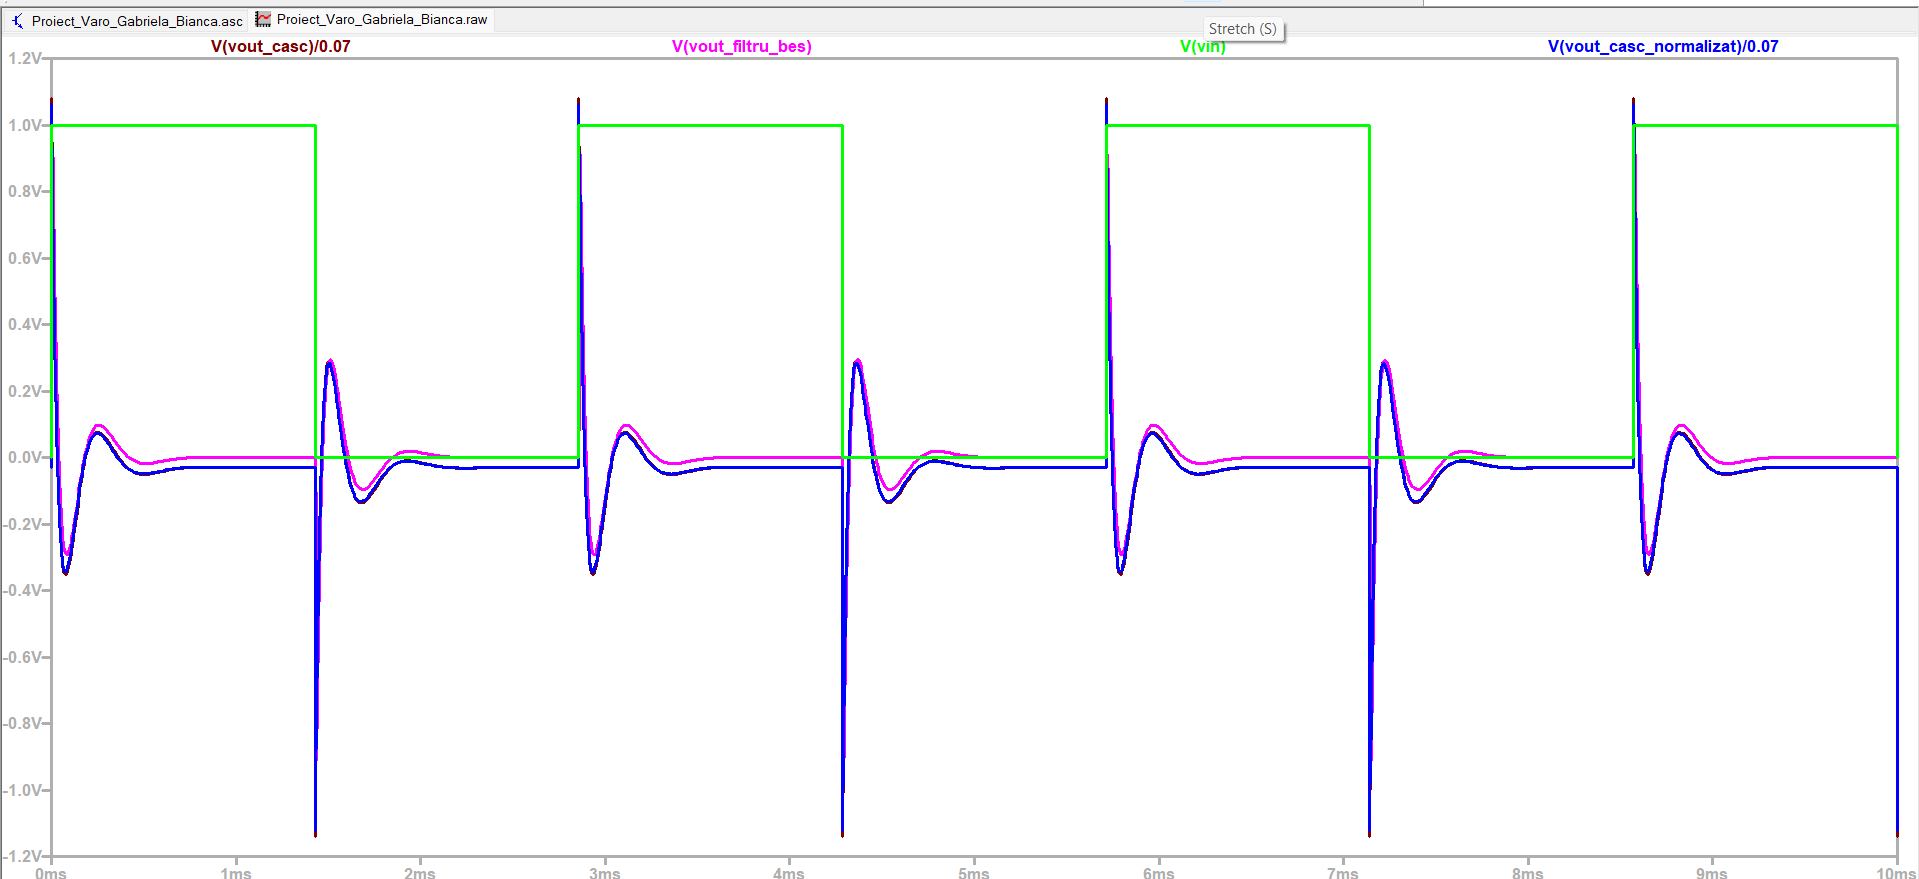 Proiect_Varo_Gabriela_Bianca.asc Proiect_Varo_Gabriela_Bianca.raw
Stretch (S)
V(vout_casc)/0.07 V(vout_filtru_bes) V(vin) V(vout_casc_normalizat)/0.07
1.2V
1.0V
0.8V
0.6V
0.4V
0.2V
0.0V
-0.2V
-0.4V
-0.6V
-0.8V
-1.0V
-1.2V
0ms 1ms 2ms 3ms 4ms 5ms 6ms 7ms 8ms 9ms 10ms